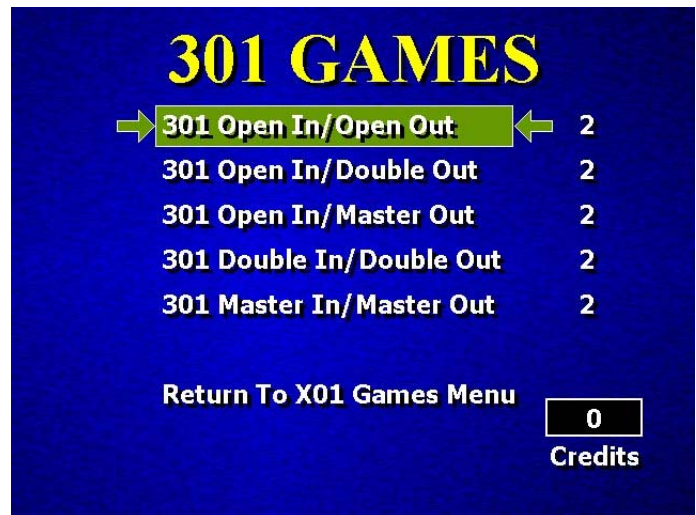 301 GAMES
301 Open In/Open Out 2
301 Open In/Double Out 2
301 Open In/Master Out 2
301 Double In/Double Out 2
301 Master In/Master Out 2
Return To X01 Games Menu
0
Credits